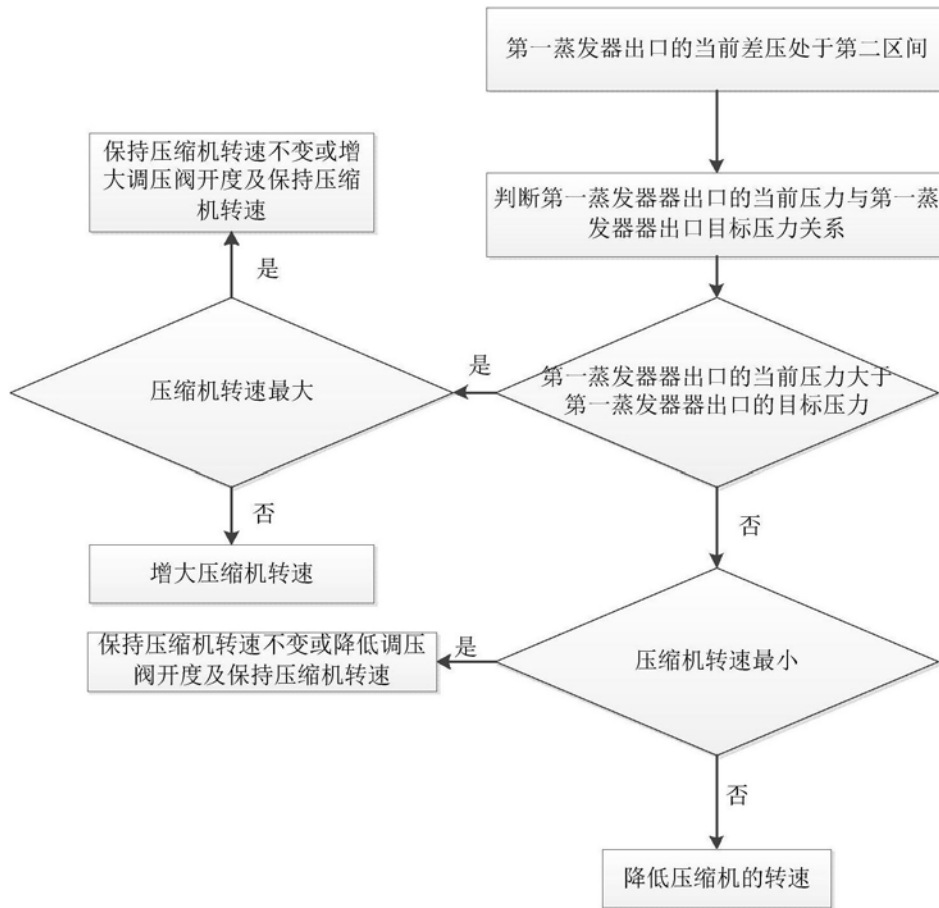 第一蒸发器出口的当前差压处于第二区间
保持压缩机转速不变或增
大调压阀开度及保持压缩
机转速
判断第一蒸发器器出口的当前压力与第一蒸
发器器出口目标压力关系
是
压缩机转速最大
是
第一蒸发器器出口的当前压力大于
第一蒸发器器出口的目标压力
否
否
增大压缩机转速
保持压缩机转速不变或降低调压
阀开度及保持压缩机转速
是
压缩机转速最小
否
降低压缩机的转速